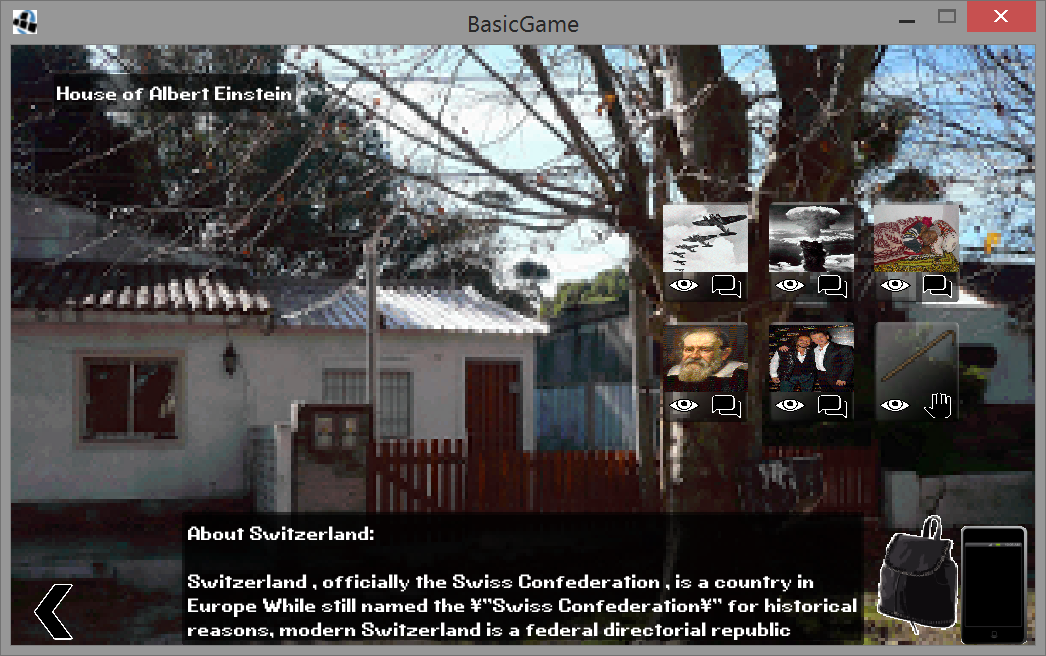 BasicGame
House of Albert Einstein
About Switzerland:
Switzerland , officially the Swiss Confederation , is a country in
Europe While still named the ¥"Swiss Confederation¥" for historical
reasons, modern Switzerland is a federal directorial republic